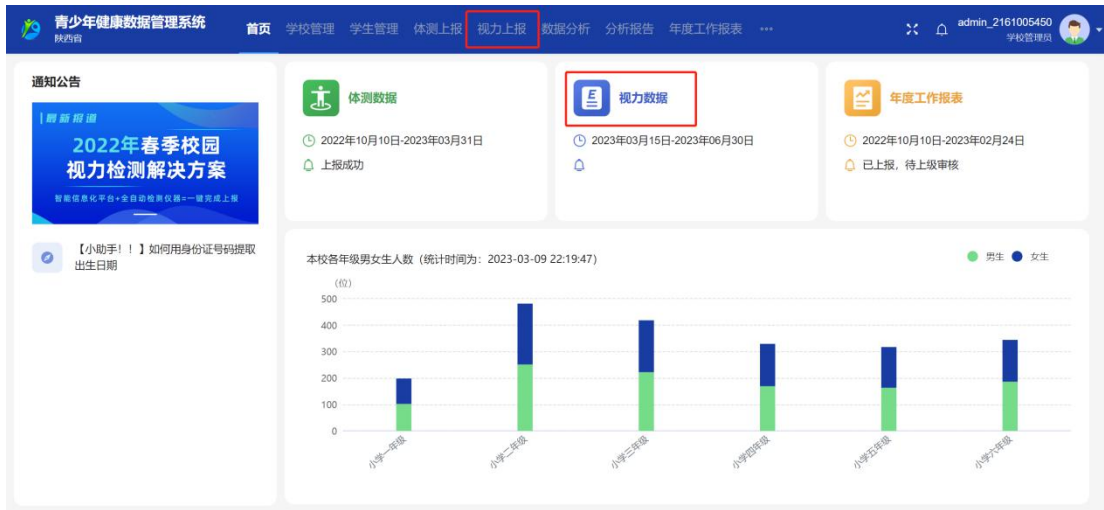 青少年健康数据管理系统
陕西省
首页 学校管理 学生管理 体测上报 视力上报 数据分析 分析报告 年度工作报表 ···
admin_2161005450
学校管理员
通知公告
最新报道
2022年春季校园
视力检测解决方案
智能信息化平台+全自动检测仪器=一键完成上报
【小助手！！】如何用身份证号码提取
出生日期
体测数据
2022年10月10日-2023年03月31日
上报成功
E
视力数据
2023年03月15日-2023年06月30日
年度工作报表
2022年10月10日-2023年02月24日
已上报，待上级审核
本校各年级男女生人数（统计时间为：2023-03-09 22:19:47）
男生 女生
（位）
500
400
300
200
100
0
小学一年级
小学二年级
小学三年级
小学四年级
小学五年级
小学六年级